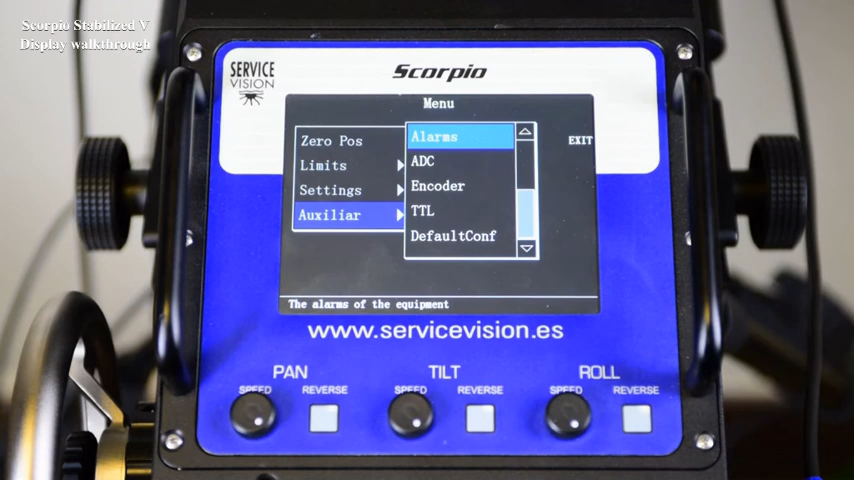 Scorpio Stabilized V
Display walkthrough
SERVICE
VISION
Scorpio
Menu
Zero Pos
Limits
Settings
Auxiliar
Alarms
ADC
Encoder
TTL
DefaultConf
EXIT
The alarms of the equipment
www.servicevision.es
PAN TILT ROLL
SPEED REVERSE SPEED REVERSE SPEED REVERSE